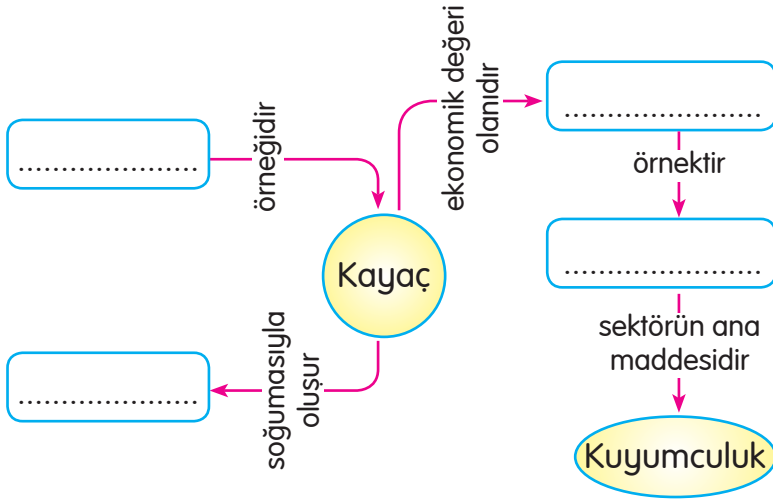 ekonomik değeri
olanıdır
....................
örneğidir
......................
örnektir
Kayaç
......................
soğumasıyla
oluşur
....................
sektörün ana
maddesidir
Kuyumculuk